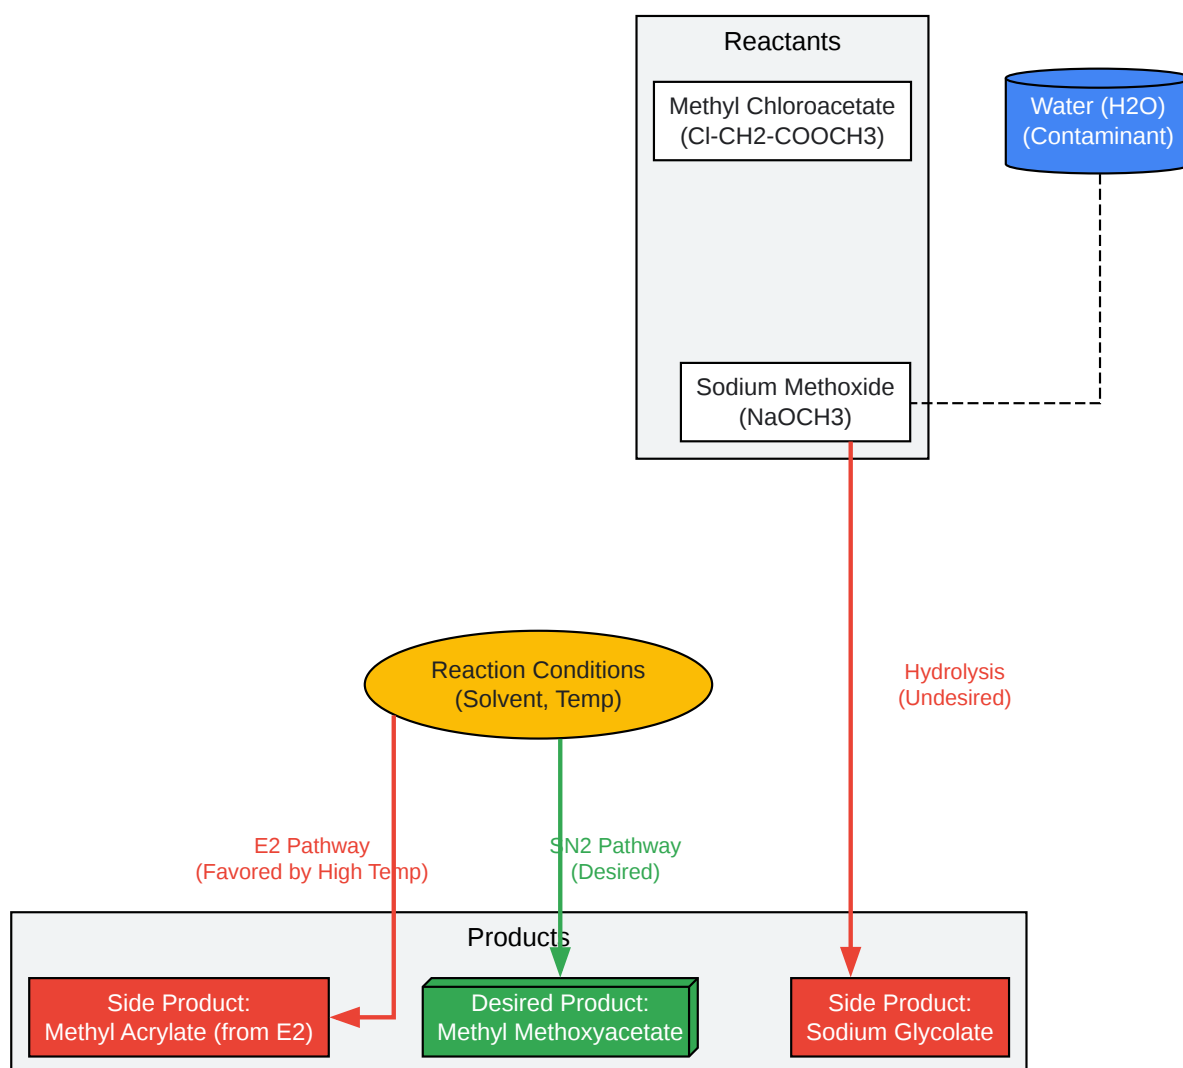 Reactants
Methyl Chloroacetate
(Cl-CH2-COOCH3)
Water (H2O)
(Contaminant)
Sodium Methoxide
(NaOCH3)
Reaction Conditions
(Solvent, Temp)
Hydrolysis
(Undesired)
E2 Pathway
(Favored by High Temp)
SN2 Pathway
(Desired)
Products
Side Product:
Methyl Acrylate (from E2)
Desired Product:
Methyl Methoxyacetate
Side Product:
Sodium Glycolate